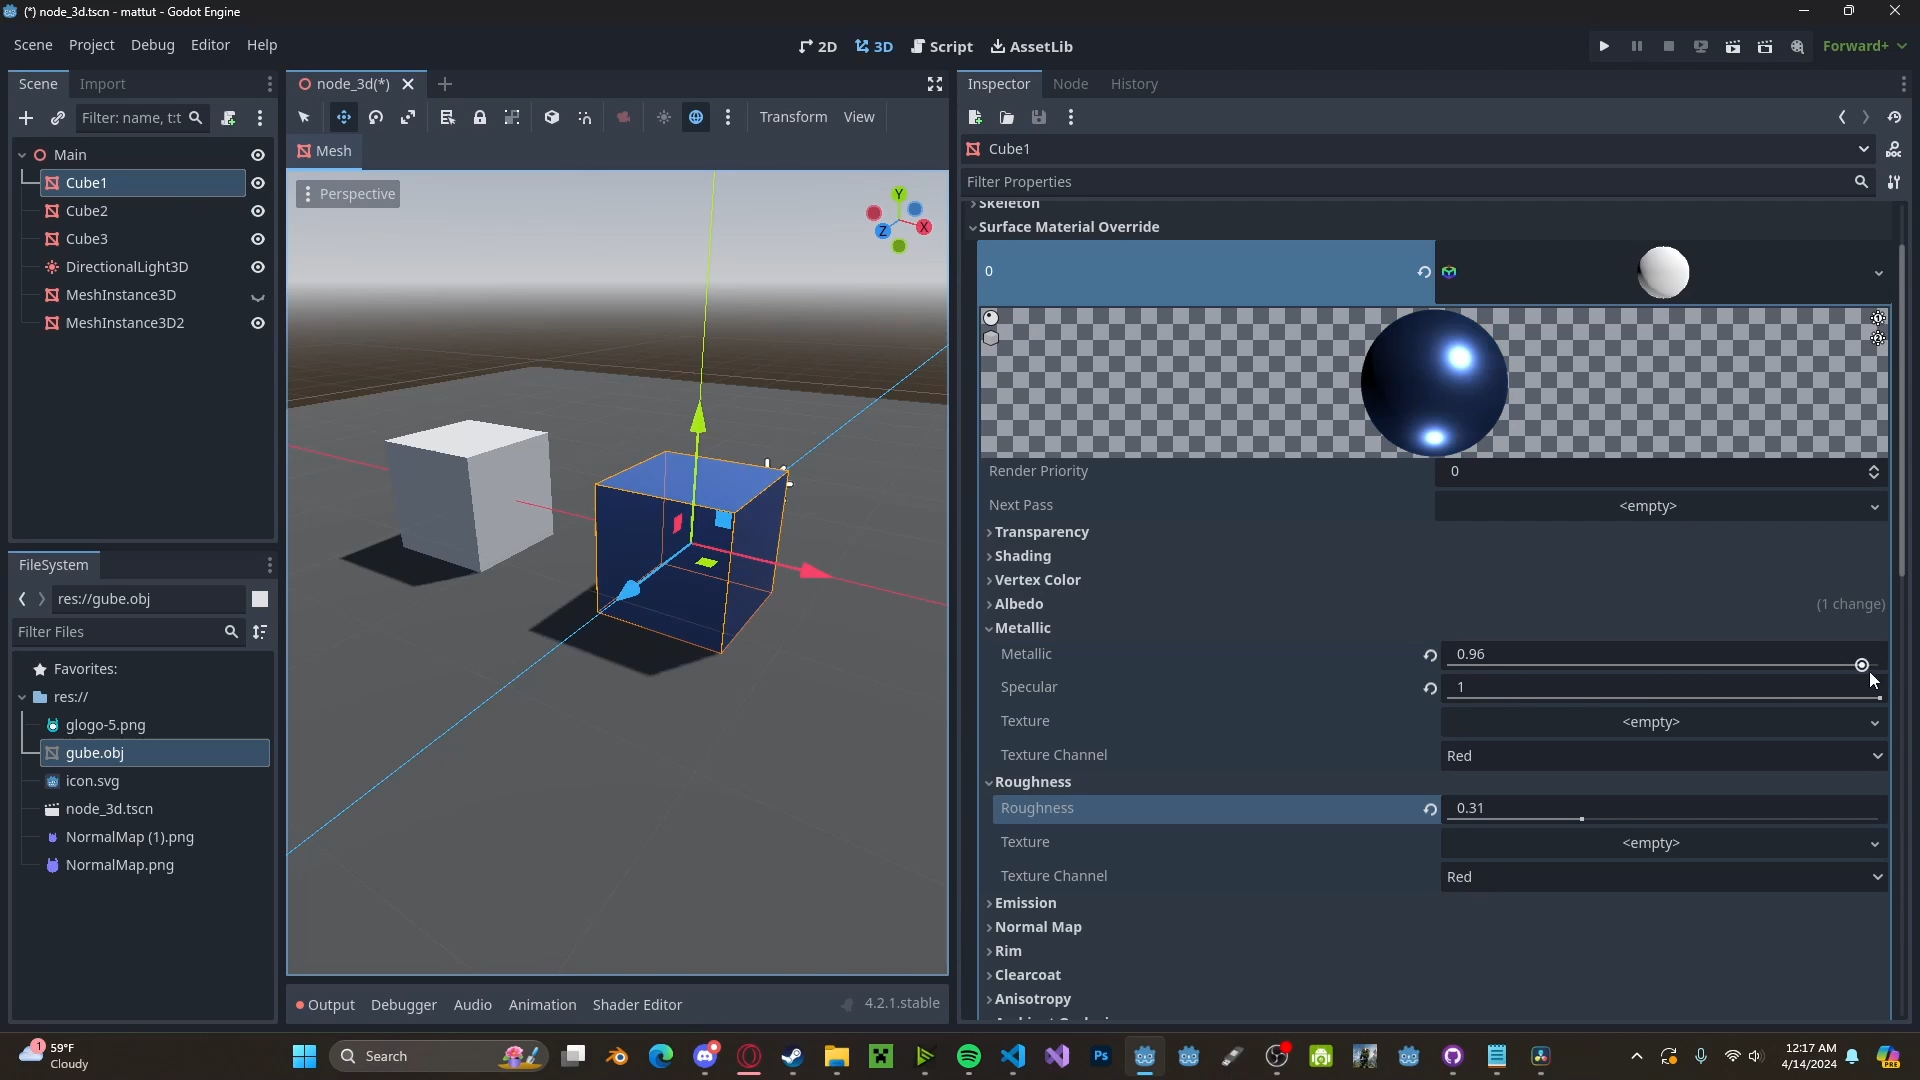 (*) node_3d.tscn - mattut - Godot Engine
Scene Project Debug Editor Help
2D 3D Script AssetLib
Forward+
Scene Import
Filter: name, t:t
Main
Cube1
Cube2
Cube3
DirectionalLight3D
MeshInstance3D
MeshInstance3D2
FileSystem
res://gube.obj
Filter Files
Favorites:
res://
glogo-5.png
gube.obj
icon.svg
node_3d.tscn
NormalMap (1).png
NormalMap.png
node_3d(*)
Transform View
Mesh
Perspective
Y
X
Z
Output Debugger Audio Animation Shader Editor
4.2.1.stable
Inspector Node History
Cube1
DOC
Filter Properties
Skeleton
Surface Material Override
0
Render Priority 0
Next Pass <empty>
Transparency
Shading
Vertex Color
Albedo (1 change)
Metallic
Metallic 0.96
Specular 1
Texture <empty>
Texture Channel Red
Roughness
Roughness 0.31
Texture <empty>
Texture Channel Red
Emission
Normal Map
Rim
Clearcoat
Anisotropy
1
59°F
Cloudy
Search
Ps
12:17 AM
4/14/2024
PRE